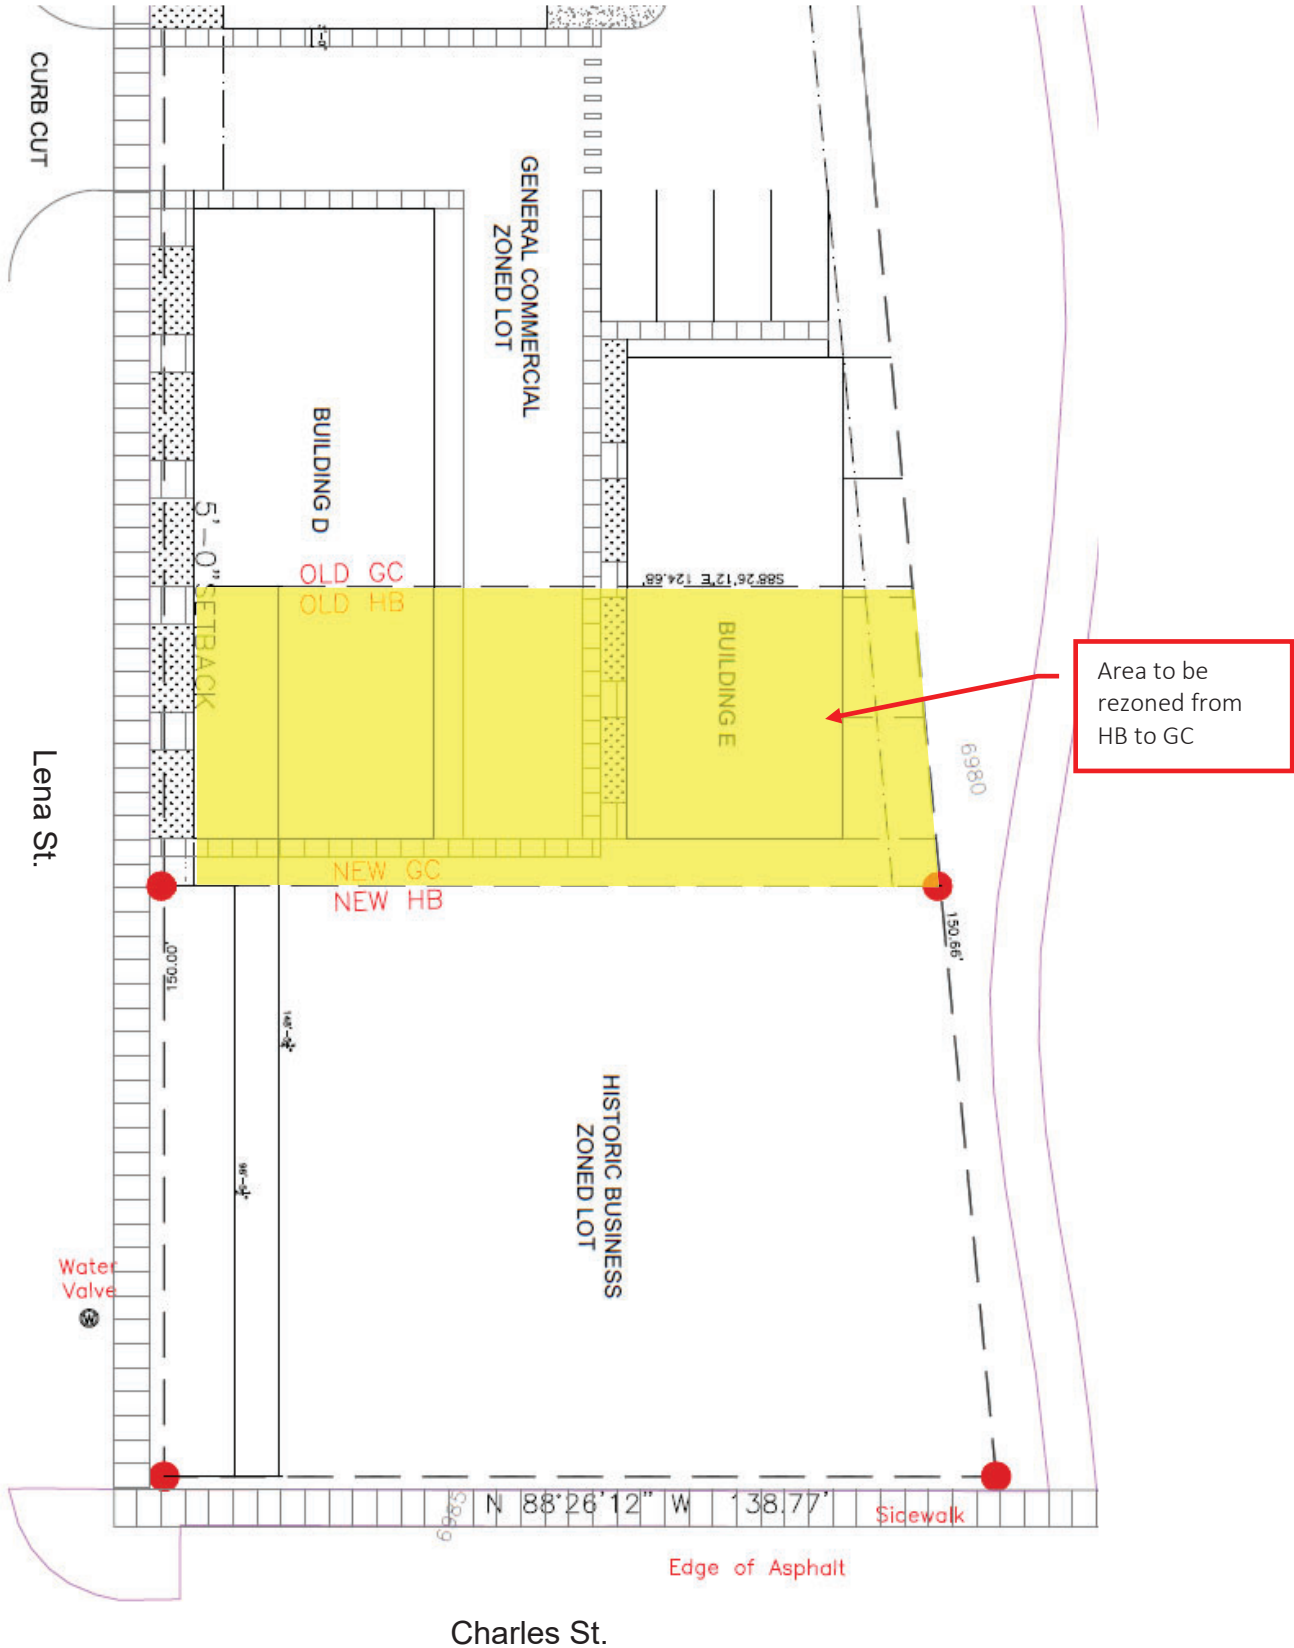 CURB CUT
GENERAL COMMERCIAL
ZONED LOT
BUILDING D
5'-0" SETBACK
OLD GC
OLD HB
S88°26'12"E 124.68'
BUILDING E
Area to be
rezoned from
HB to GC
6980
Lena St.
NEW GC
NEW HB
150.00'
150.66'
HISTORIC BUSINESS
ZONED LOT
Water
Valve
N 88°26'12" W 138.77'
6985
Sidewalk
Edge of Asphalt
Charles St.